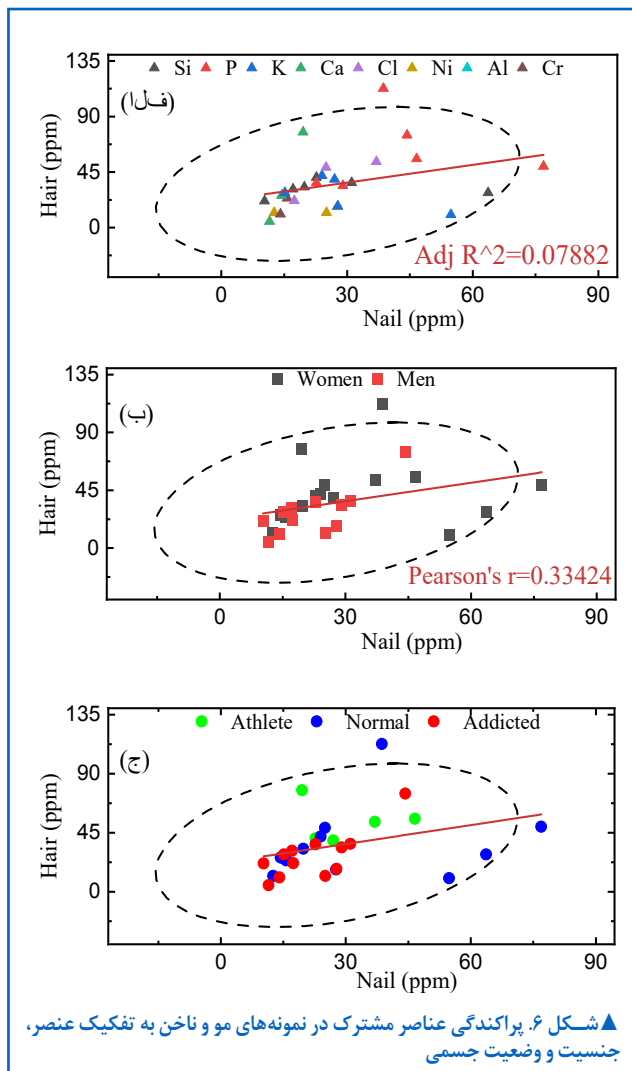 135
Si P K Ca Cl Ni Al Cr
(الف)
90
45
0
Hair (ppm)
Adj R^2=0.07882
0 30 60 90
Nail (ppm)
135
Women Men
(ب)
90
45
0
Hair (ppm)
Pearson's r=0.33424
0 30 60 90
Nail (ppm)
135
Athlete Normal Addicted
(ج)
90
45
0
Hair (ppm)
0 30 60 90
Nail (ppm)
▲شــکل ۶. پراکندگی عناصر مشترک در نمونه‌های مو و ناخن به تفکیک عنصر،
جنسیت و وضعیت جسمی